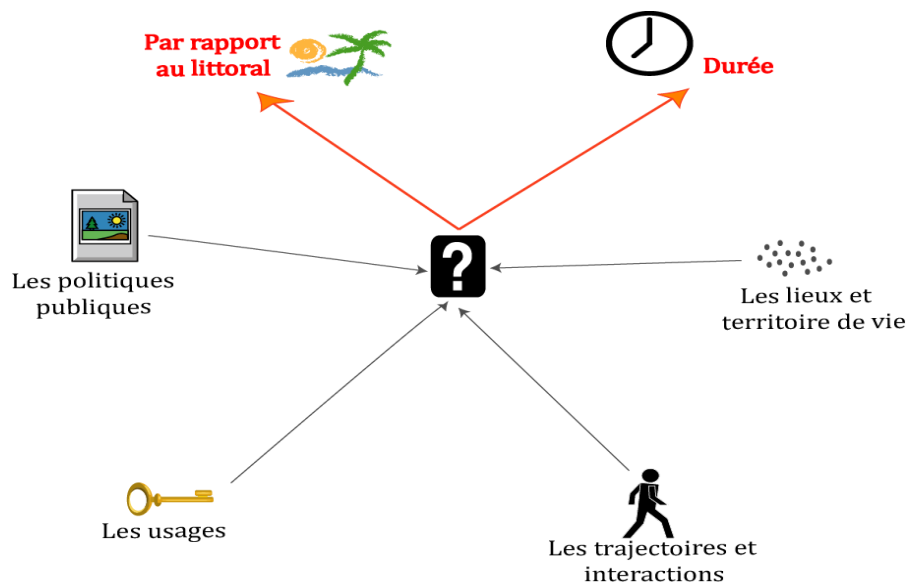 Par rapport
au littoral
Durée
Les politiques
publiques
?
Les lieux et
territoire de vie
Les usages
Les trajectoires et
interactions